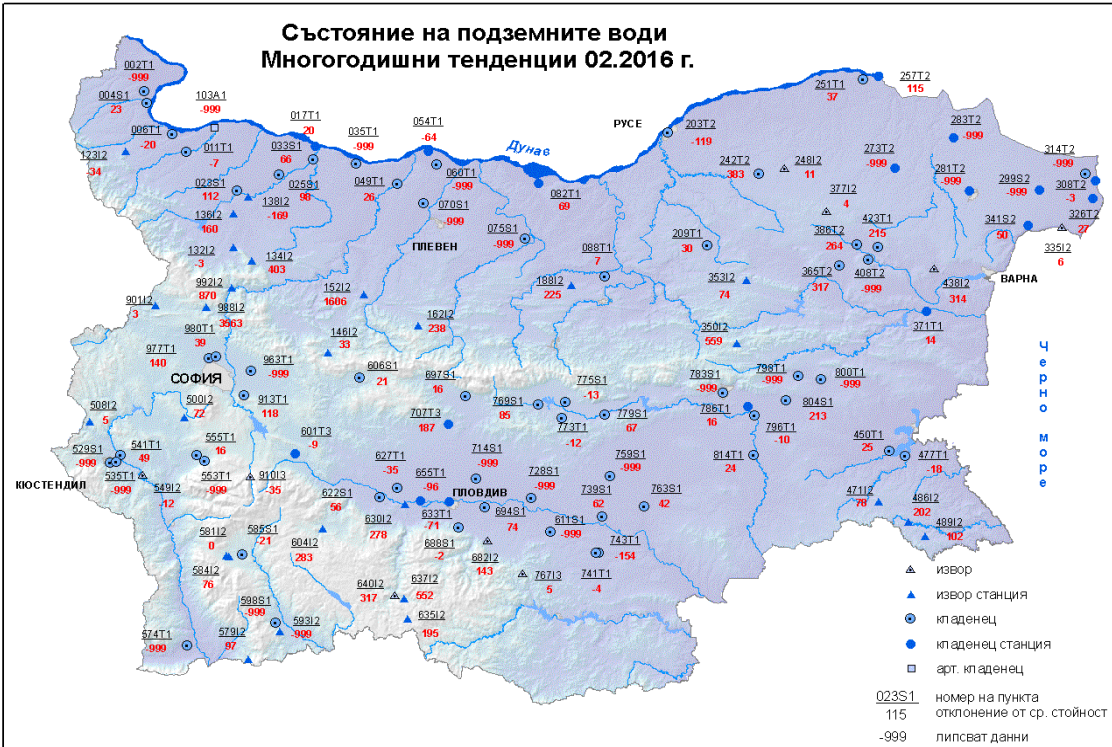 Състояние на подземните води
Многогодишни тенденции 02.2016 г.
002T1
-999
004S1
23
103A1
-999
006T1
-20
011T1
-7
017T1
20
033S1
66
035T1
-999
054T1
-64
Дунав
РУСЕ
203T2
-119
251T1
37
257T2
115
283T2
-999
123I2
-34
028S1
112
138I2
-169
025S1
98
049T1
26
060T1
-999
082T1
69
242T2
383
248I2
11
273T2
-999
281T2
-999
299S2
-999
314T2
-999
308T2
-3
136I2
160
070S1
-999
ПЛЕВЕН
075S1
-999
377I2
4
386T2
264
423T1
215
341S2
50
326T2
27
335I2
6
132I2
-3
134I2
403
088T1
7
209T1
30
188I2
225
353I2
74
365T2
317
408T2
-999
438I2
314
ВАРНА
992I2
870
901I2
3
988I2
3563
152I2
1686
162I2
238
146I2
33
350I2
559
371T1
14
980T1
39
977T1
140
963T1
-999
СОФИЯ
606S1
21
697S1
16
769S1
85
775S1
-13
773T1
-12
779S1
67
783S1
-999
798T1
-999
800T1
-999
786T1
16
804S1
213
796T1
-10
Черно море
508I2
5
500I2
72
913T1
118
601T3
-9
707T3
187
529S1
-999
541T1
49
555T1
16
535T1
-999
КЮСТЕНДИЛ
549I2
-12
553T1
-999
910I3
-35
627T1
-35
655T1
-96
714S1
-999
ПЛОВДИВ
728S1
-999
759S1
-999
814T1
24
450T1
25
477T1
-18
622S1
56
630I2
278
633T1
-71
694S1
74
739S1
62
763S1
42
471I2
78
486I2
202
489I2
102
581I2
0
585S1
-21
604I2
283
688S1
-2
682I2
143
611S1
-999
743T1
-154
741T1
-4
584I2
76
640I2
317
637I2
552
767I3
5
635I2
195
598S1
-999
593I2
-999
574T1
-999
579I2
97
извор
извор станция
кладенец
кладенец станция
арт. кладенец
023S1 номер на пункта
115 отклонение от ср. стойност
-999 липсват данни